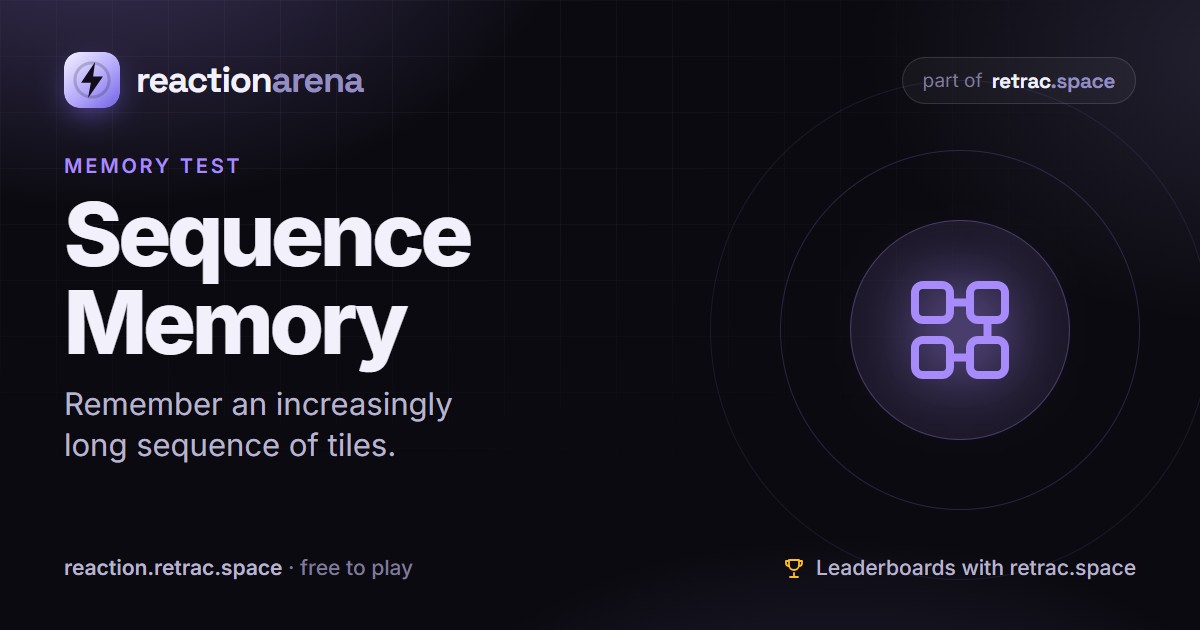 reactionarena
part of retrac.space
MEMORY TEST
Sequence
Memory
Remember an increasingly
long sequence of tiles.
reaction.retrac.space · free to play
Leaderboards with retrac.space